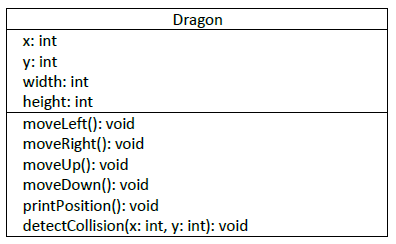 Dragon
x: int
y: int
width: int
height: int
moveLeft(): void
moveRight(): void
moveUp(): void
moveDown(): void
printPosition(): void
detectCollision(x: int, y: int): void